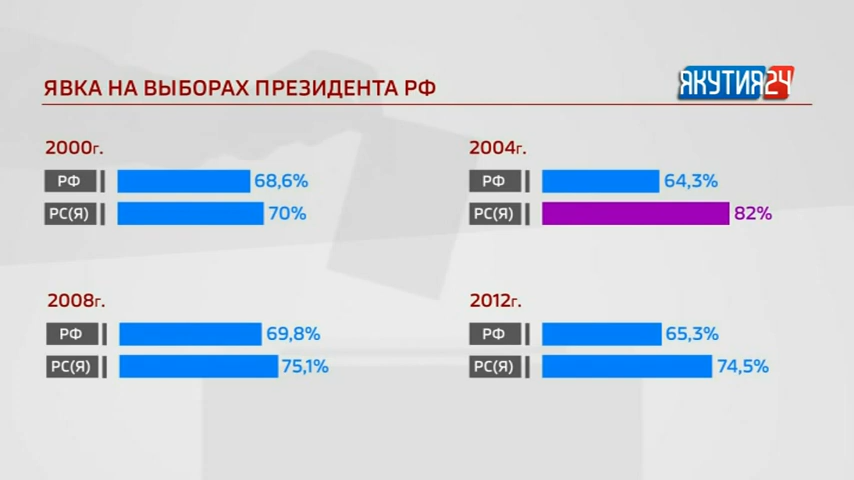 ЯВКА НА ВЫБОРАХ ПРЕЗИДЕНТА РФ
ЯКУТИЯ24
2000г.
РФ 68,6%
РС(Я) 70%
2004г.
РФ 64,3%
РС(Я) 82%
2008г.
РФ 69,8%
РС(Я) 75,1%
2012г.
РФ 65,3%
РС(Я) 74,5%